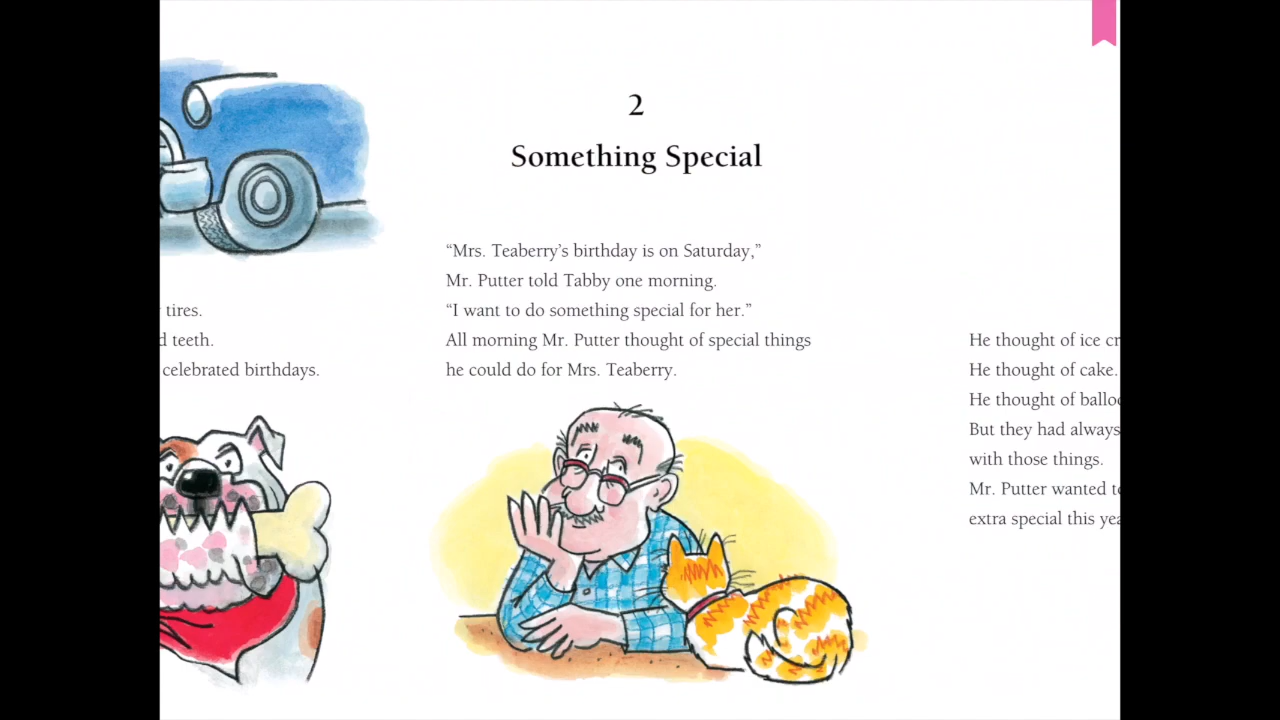 tires.
teeth.
celebrated birthdays.
2
Something Special
“Mrs. Teaberry’s birthday is on Saturday,”
Mr. Putter told Tabby one morning.
“I want to do something special for her.”
All morning Mr. Putter thought of special things
he could do for Mrs. Teaberry.
He thought of ice
He thought of cake.
He thought of
But they had always
with those things.
Mr. Putter wanted
extra special this